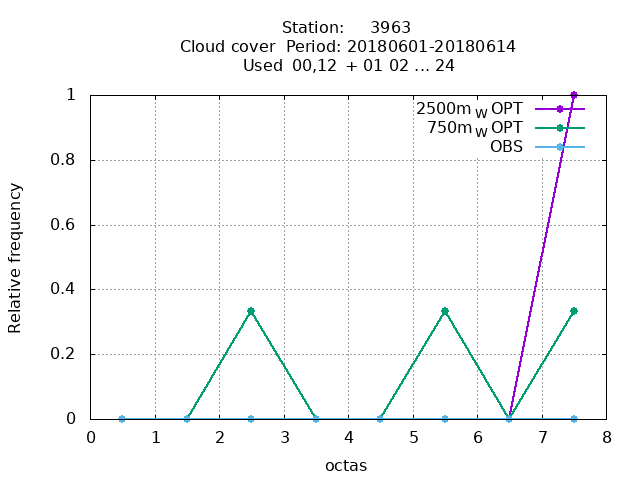 Station: 3963
Cloud cover Period: 20180601-20180614
Used 00,12 + 01 02 ... 24
2500m W OPT
750m W OPT
OBS
1
0.8
0.6
0.4
0.2
0
0 1 2 3 4 5 6 7 8
Relative frequency
octas